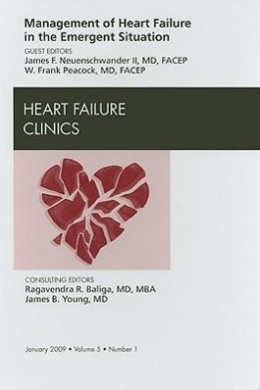 Management of Heart Failure
in the Emergent Situation
GUEST EDITORS
James F. Neuenschwander II, MD, FACEP
W. Frank Peacock, MD, FACEP
HEART FAILURE
CLINICS
CONSULTING EDITORS
Ragavendra R. Baliga, MD, MBA
James B. Young, MD
January 2009 • Volume 5 • Number 1